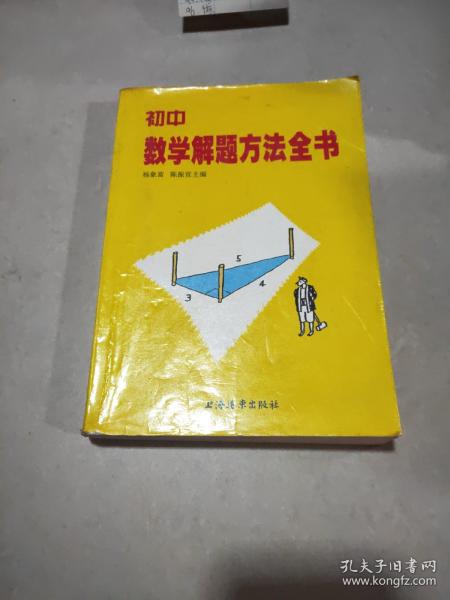 初中
数学解题方法全书
杨象富 陈振宣主编
5
3
4
上海远东出版社
孔夫子旧书网
www.kongfz.com